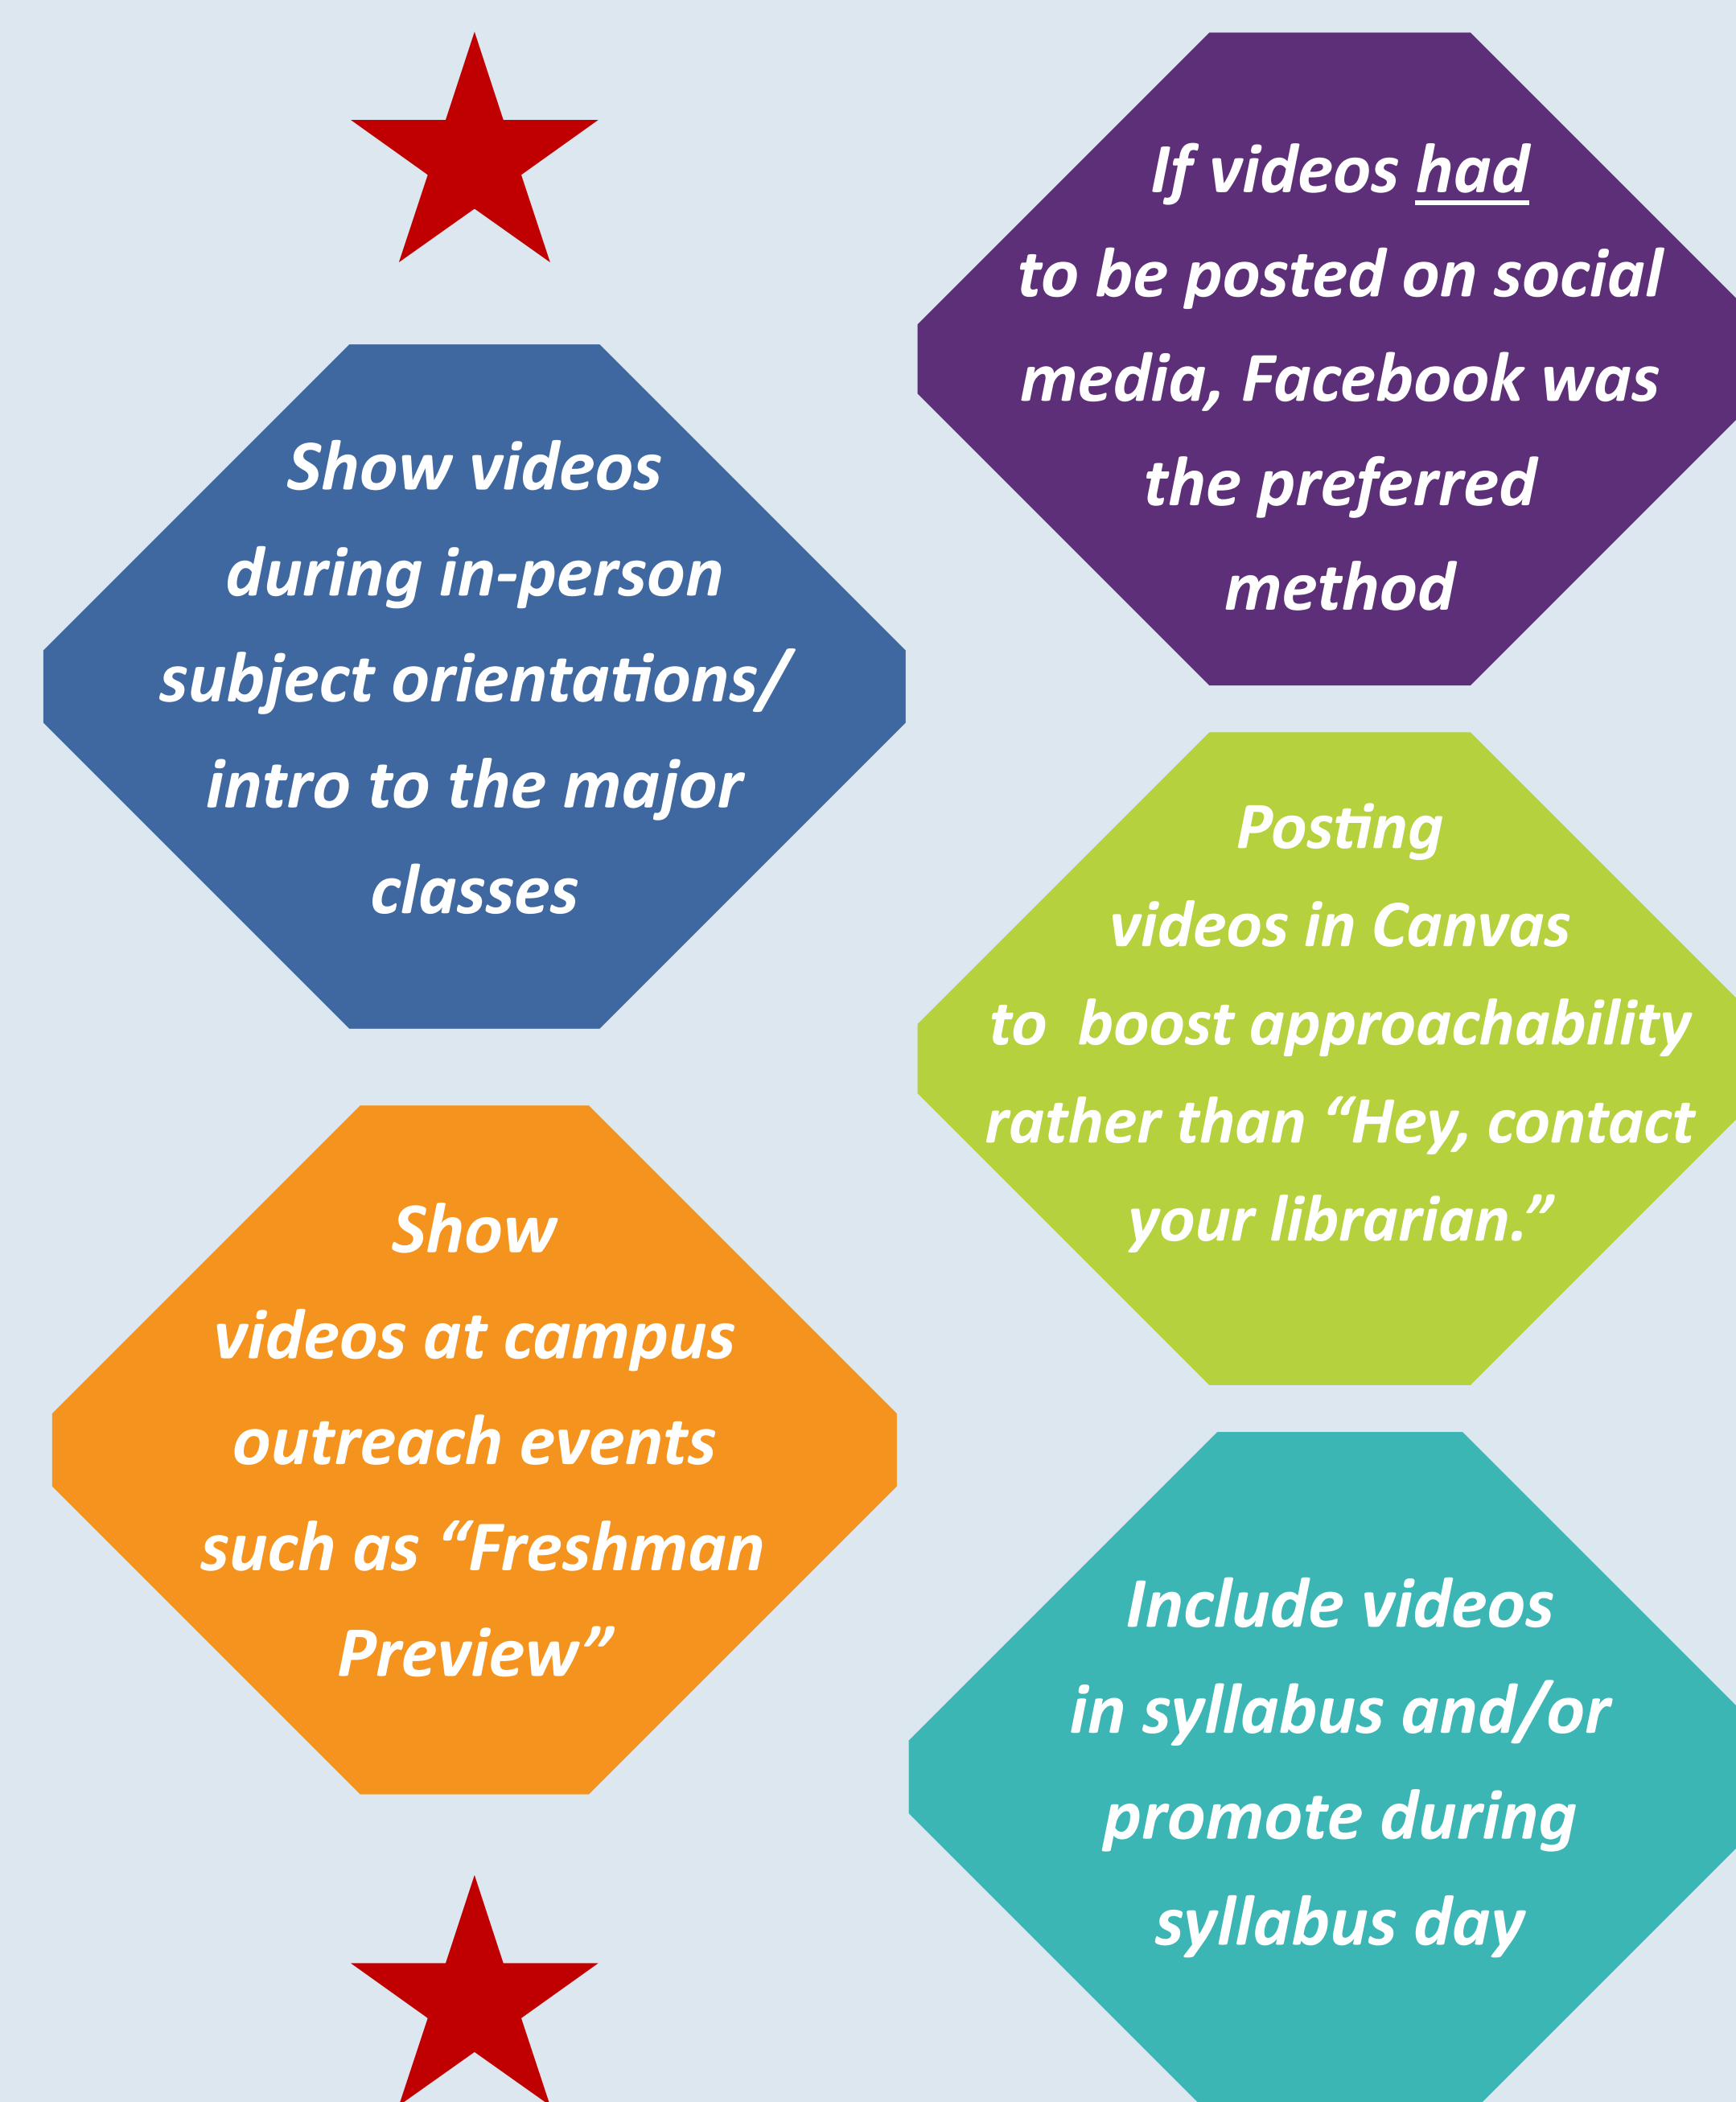 Show videos
during in-person
subject orientations/
intro to the major
classes
Show
videos at campus
outreach events
such as “Freshman
Preview”
If videos had
to be posted on social
media, Facebook was
the preferred
method
Posting
videos in Canvas
to  boost approachability
rather than “Hey, contact
your librarian.”
Include videos
in syllabus and/or
promote during
syllabus day